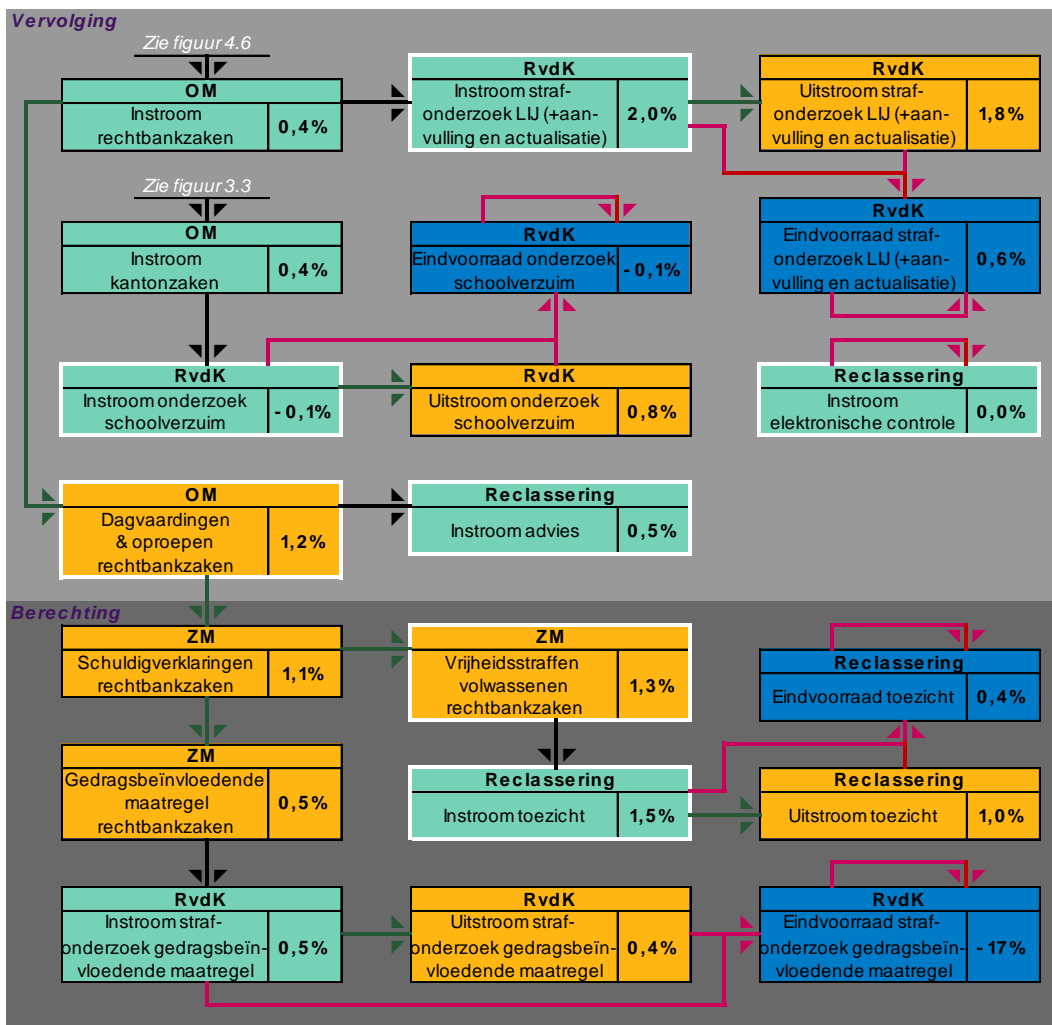 Vervolging
Zie figuur 4.6
OM
Instroom
rechtbankzaken
0,4%
RvdK
Instroom straf-
onderzoek LIJ (+aan-
vulling en actualisatie)
2,0%
RvdK
Uitstroom straf-
onderzoek LIJ (+aan-
vulling en actualisatie)
1,8%
Zie figuur 3.3
OM
Instroom
kantonzaken
0,4%
RvdK
Eindvoorraad onderzoek
schoolverzuim
-0,1%
RvdK
Eindvoorraad straf-
onderzoek LIJ (+aan-
vulling en actualisatie)
0,6%
RvdK
Instroom onderzoek
schoolverzuim
-0,1%
RvdK
Uitstroom onderzoek
schoolverzuim
0,8%
Reclassering
Instroom
elektronische controle
0,0%
OM
Dagvaardingen
& oproepen
rechtbankzaken
1,2%
Reclassering
Instroom advies
0,5%
Berechting
ZM
Schuldigverklaringen
rechtbankzaken
1,1%
ZM
Vrijheidsstraffen
volwassenen
rechtbankzaken
1,3%
Reclassering
Eindvoorraad toezicht
0,4%
ZM
Gedragsbeïnvloedende
maatregel
rechtbankzaken
0,5%
Reclassering
Instroom toezicht
1,5%
Reclassering
Uitstroom toezicht
1,0%
RvdK
Instroom straf-
onderzoek gedragsbeïn-
vloedende maatregel
0,5%
RvdK
Uitstroom straf-
onderzoek gedragsbeïn-
vloedende maatregel
0,4%
RvdK
Eindvoorraad straf-
onderzoek gedragsbeïn-
vloedende maatregel
-17%